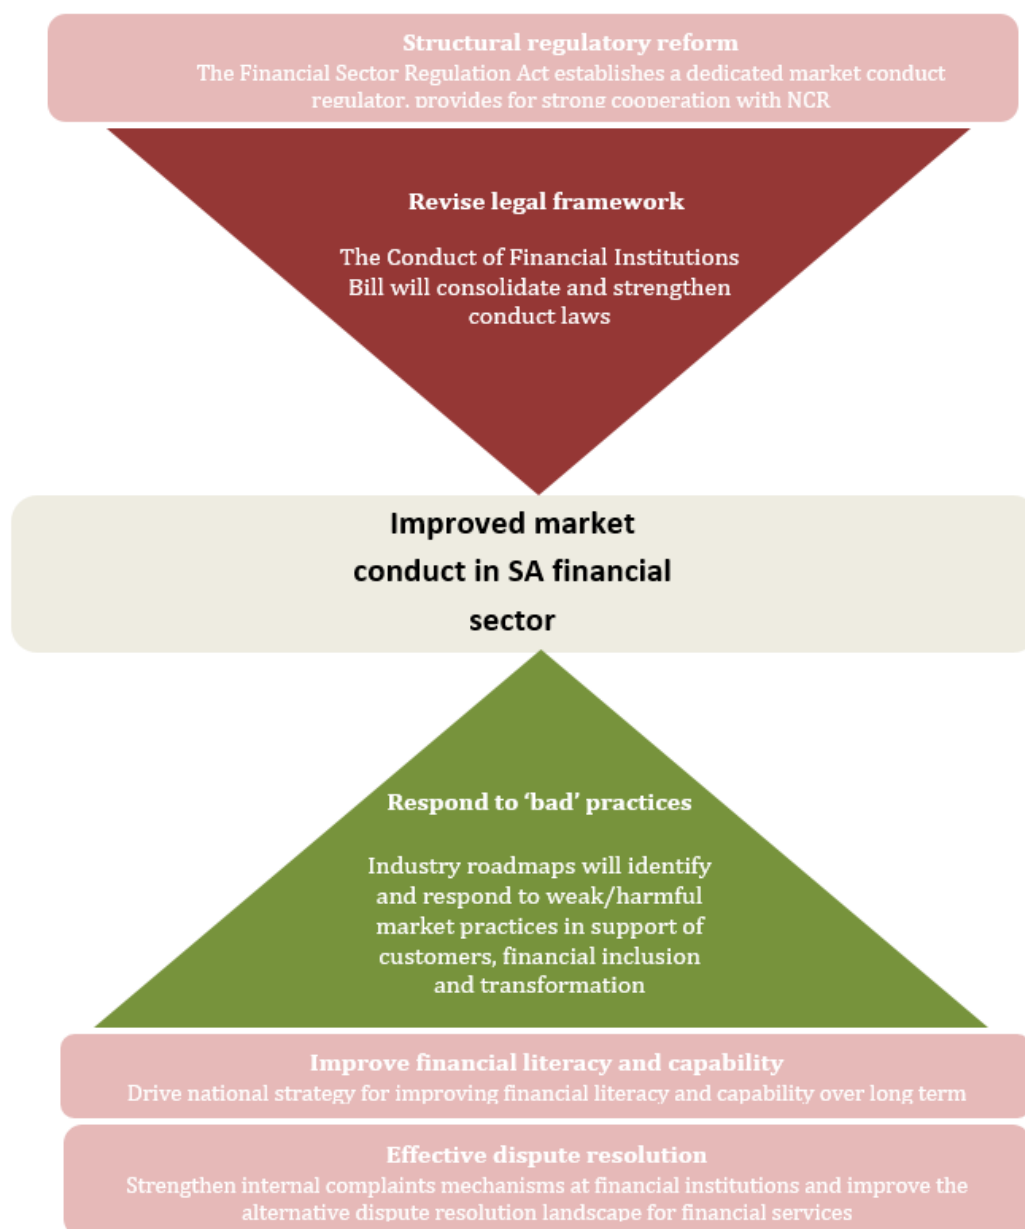 Structural regulatory reform
The Financial Sector Regulation Act establishes a dedicated market conduct
regulator, provides for strong cooperation with NCR
Revise legal framework
The Conduct of Financial Institutions
Bill will consolidate and strengthen
conduct laws
Improved market
conduct in SA financial
sector
Respond to ‘bad’ practices
Industry roadmaps will identify
and respond to weak/harmful
market practices in support of
customers, financial inclusion
and transformation
Improve financial literacy and capability
Drive national strategy for improving financial literacy and capability over long term
Effective dispute resolution
Strengthen internal complaints mechanisms at financial institutions and improve the
alternative dispute resolution landscape for financial services